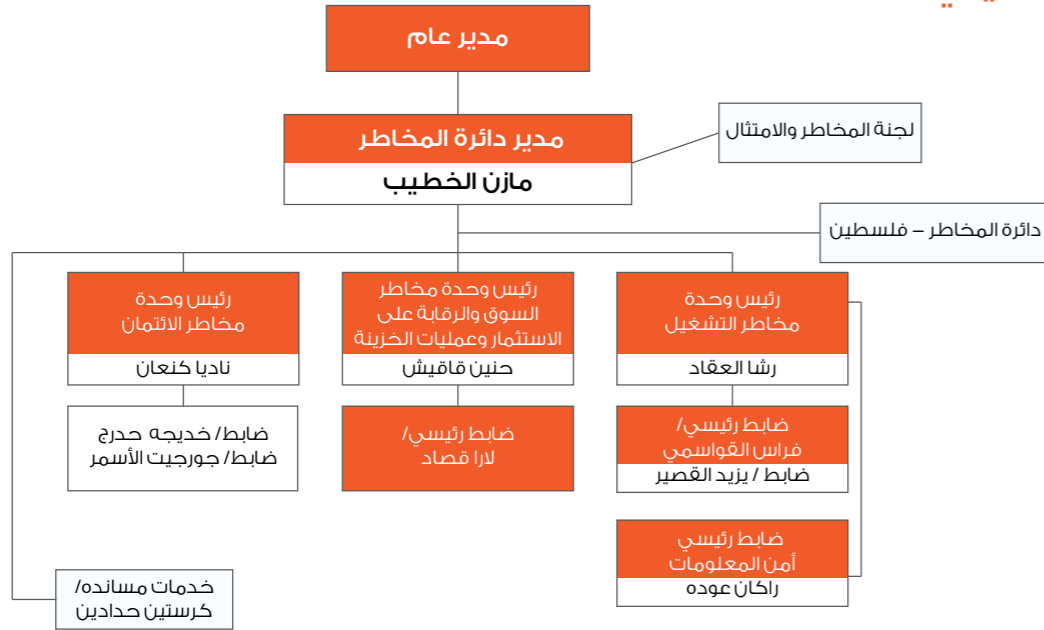 مدير عام
مدير دائرة المخاطر
مازن الخطيب
لجنة المخاطر والامتثال
دائرة المخاطر – فلسطين
رئيس وحدة
مخاطر التشغيل
رشا العقاد
رئيس وحدة مخاطر
السوق والرقابة على
الاستثمار وعمليات الخزينة
حنين قاقيش
رئيس وحدة
مخاطر الائتمان
ناديا كنعان
ضابط رئيسي/
فراس القواسمي
ضابط / يزيد القصير
ضابط رئيسي/
لارا قصاد
ضابط/ خديجه حدرج
ضابط/ جورجيت الأسمر
ضابط رئيسي
أمن المعلومات
راكان عوده
خدمات مسانده/
كرستين حدادين